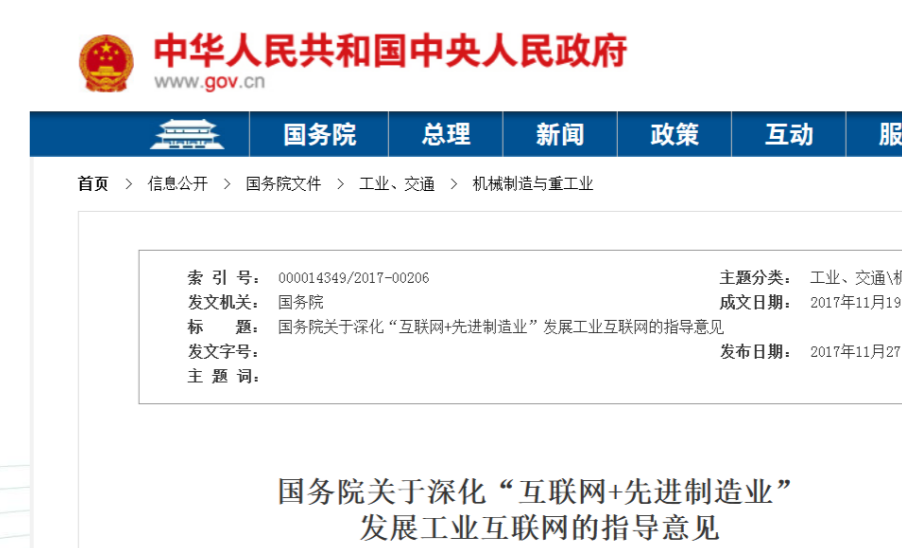 中华人民共和国中央人民政府
www.gov.cn
国务院 总理 新闻 政策 互动 服
首页 > 信息公开 > 国务院文件 > 工业、交通 > 机械制造与重工业
索 引 号： 000014349/2017-00206 主题分类： 工业、交通\机
发文机关： 国务院 成文日期： 2017年11月19
标 题： 国务院关于深化“互联网+先进制造业”发展工业互联网的指导意见
发文字号： 发布日期： 2017年11月27
主 题 词：
国务院关于深化“互联网+先进制造业”
发展工业互联网的指导意见